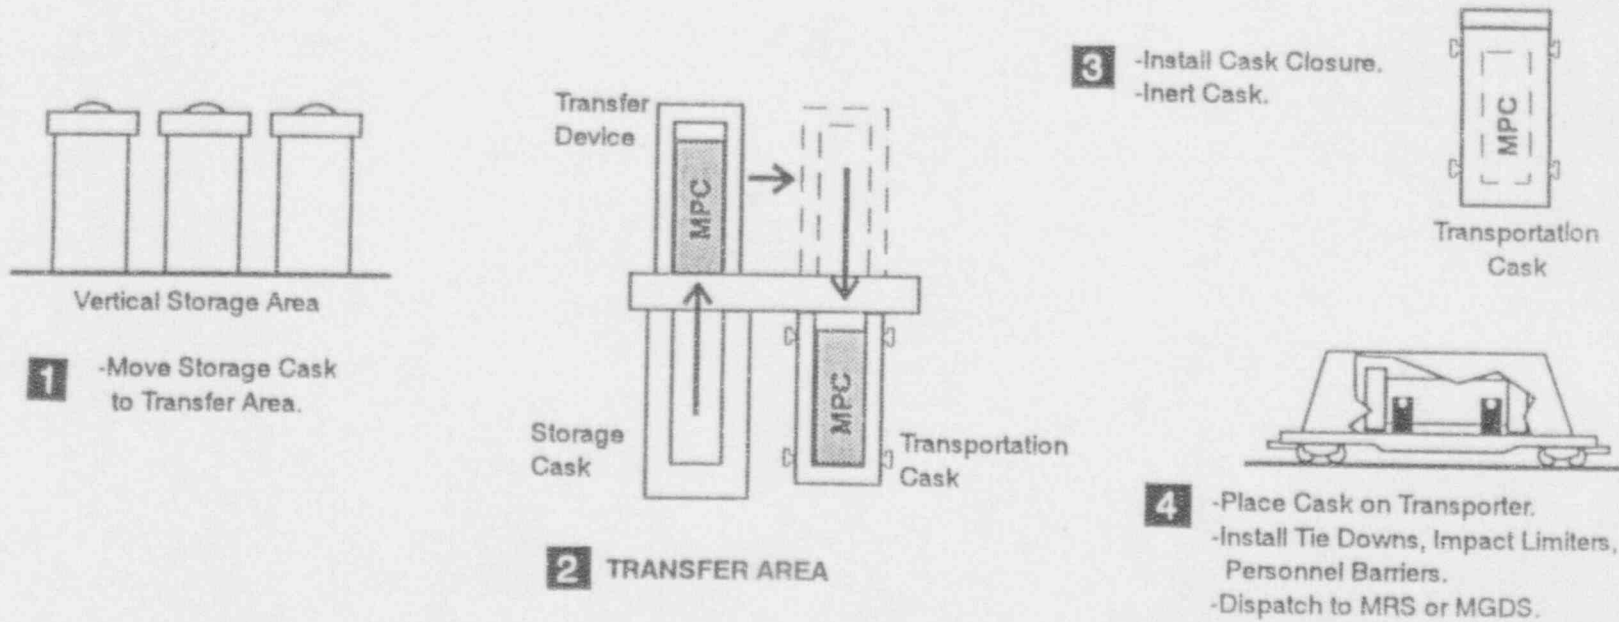 Vertical Storage Area
1
-Move Storage Cask
to Transfer Area.
Transfer
Device
MPC
Storage
Cask
MPC
Transportation
Cask
2 TRANSFER AREA
3
-Install Cask Closure.
-Inert Cask.
MPC
Transportation
Cask
4
-Place Cask on Transporter.
-Install Tie Downs, Impact Limiters,
Personnel Barriers.
-Dispatch to MRS or MGDS.